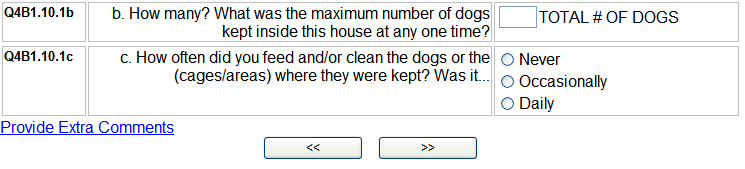 Q4B1.10.1b b. How many? What was the maximum number of dogs TOTAL # OF DOGS
kept inside this house at any one time?
Q4B1.10.1c c. How often did you feed and/or clean the dogs or the Never
(cages/areas) where they were kept? Was it... Occasionally
Daily
Provide Extra Comments
<< >>